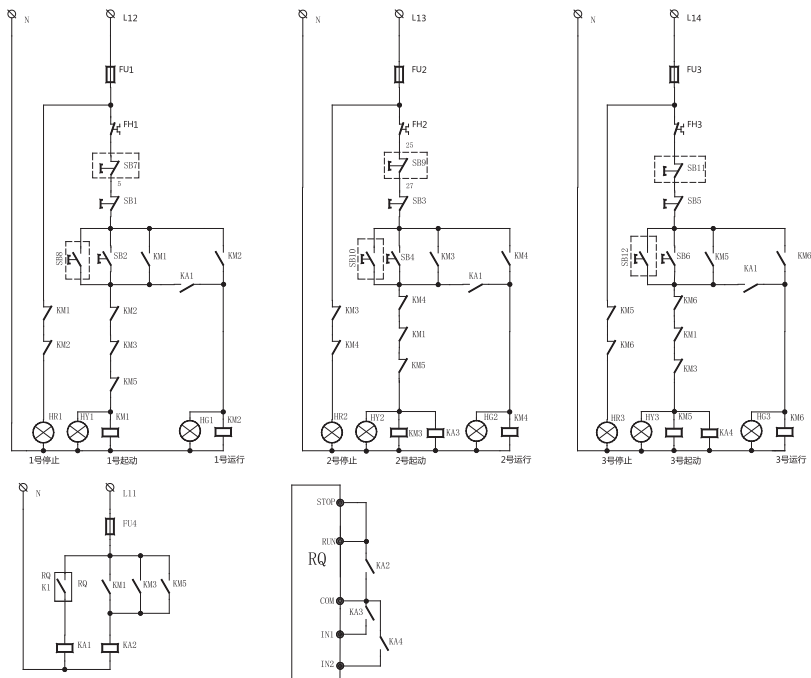 N
L12
FU1
FH1
SB7
5
SB1
SB8
SB2
KM1
KM2
KA1
KM1
KM2
KM2
KM3
KM5
HR1
HY1
KM1
HG1
KM2
1号停止
1号起动
1号运行
N
L13
FU2
FH2
25
SB9
27
SB3
SB10
SB4
KM3
KM4
KA1
KM3
KM4
KM4
KM1
KM5
HR2
HY2
KM3
KA3
HG2
KM4
2号停止
2号起动
2号运行
N
L14
FU3
FH3
SB11
SB5
SB12
SB6
KM5
KM6
KA1
KM5
KM6
KM6
KM1
KM3
HR3
HY3
KM5
KA4
HG3
KM6
3号停止
3号起动
3号运行
N
L11
FU4
RQ
K1
RQ
KM1
KM3
KM5
KA1
KA2
STOP
RUN
RQ
KA2
COM
KA3
IN1
KA4
IN2